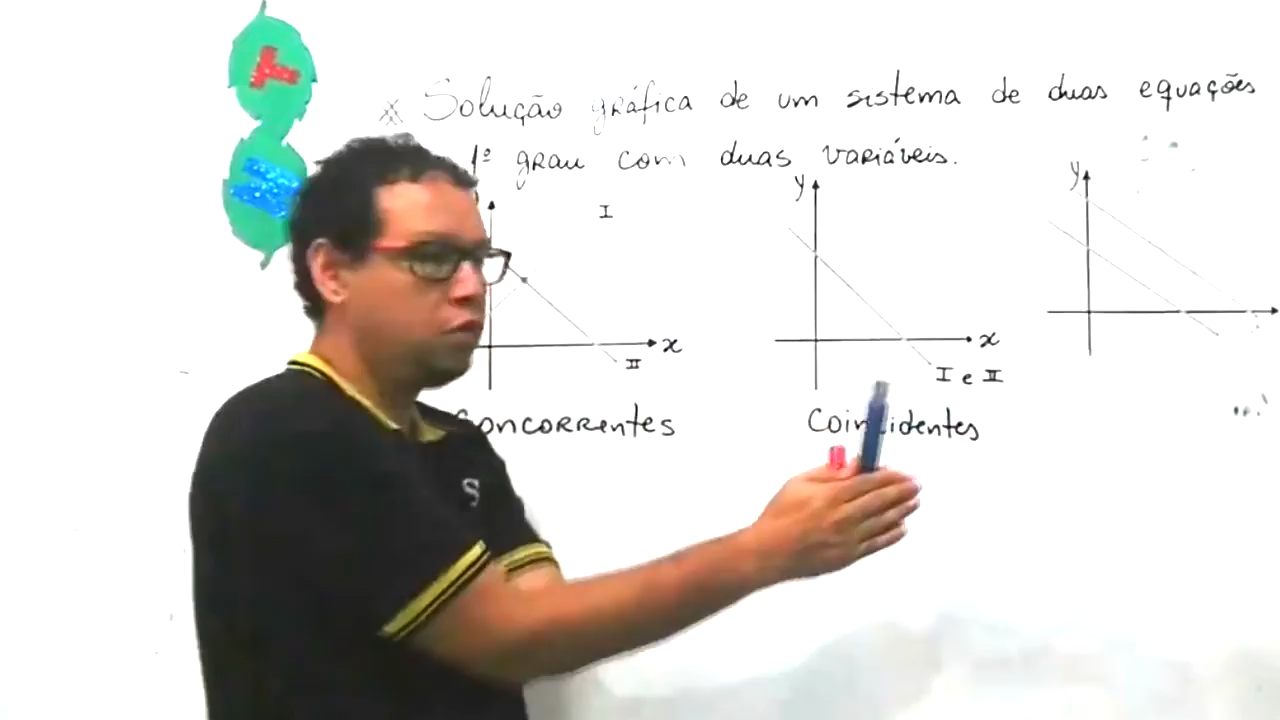 Solução gráfica de um sistema de duas equações
1º grau com duas variáveis.
I
y
y
x
II
x
I e II
Concorrentes
Coincidentes
S